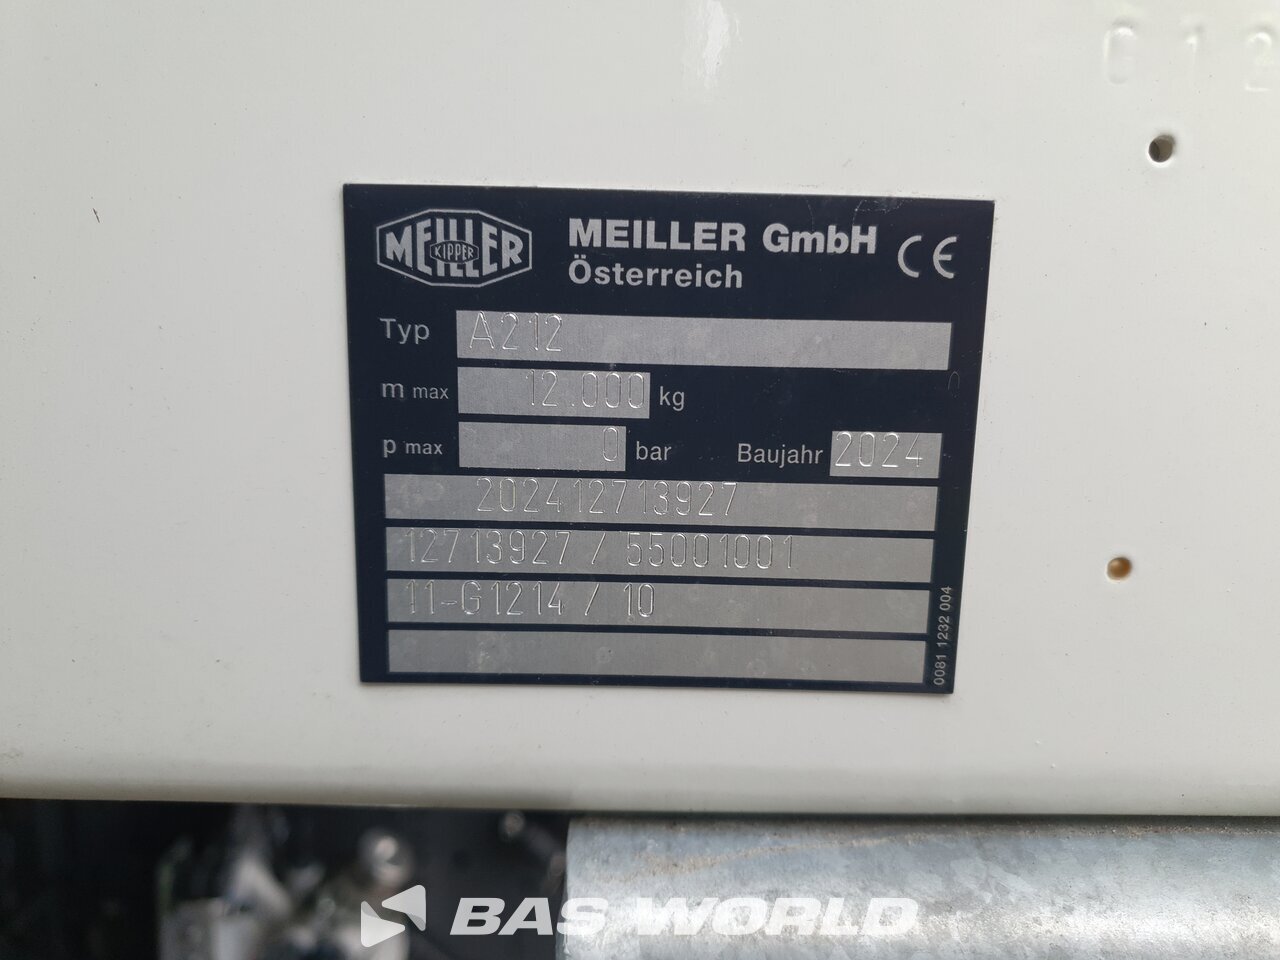 G12
MEILLER
KIPPER
MEILLER GmbH
Österreich
CE
Typ A212
m max 12.000 kg
p max 0 bar Baujahr 2024
202412713927
12713927 / 55001001
11-G1214 / 10
0081 1232 004
BAS WORLD